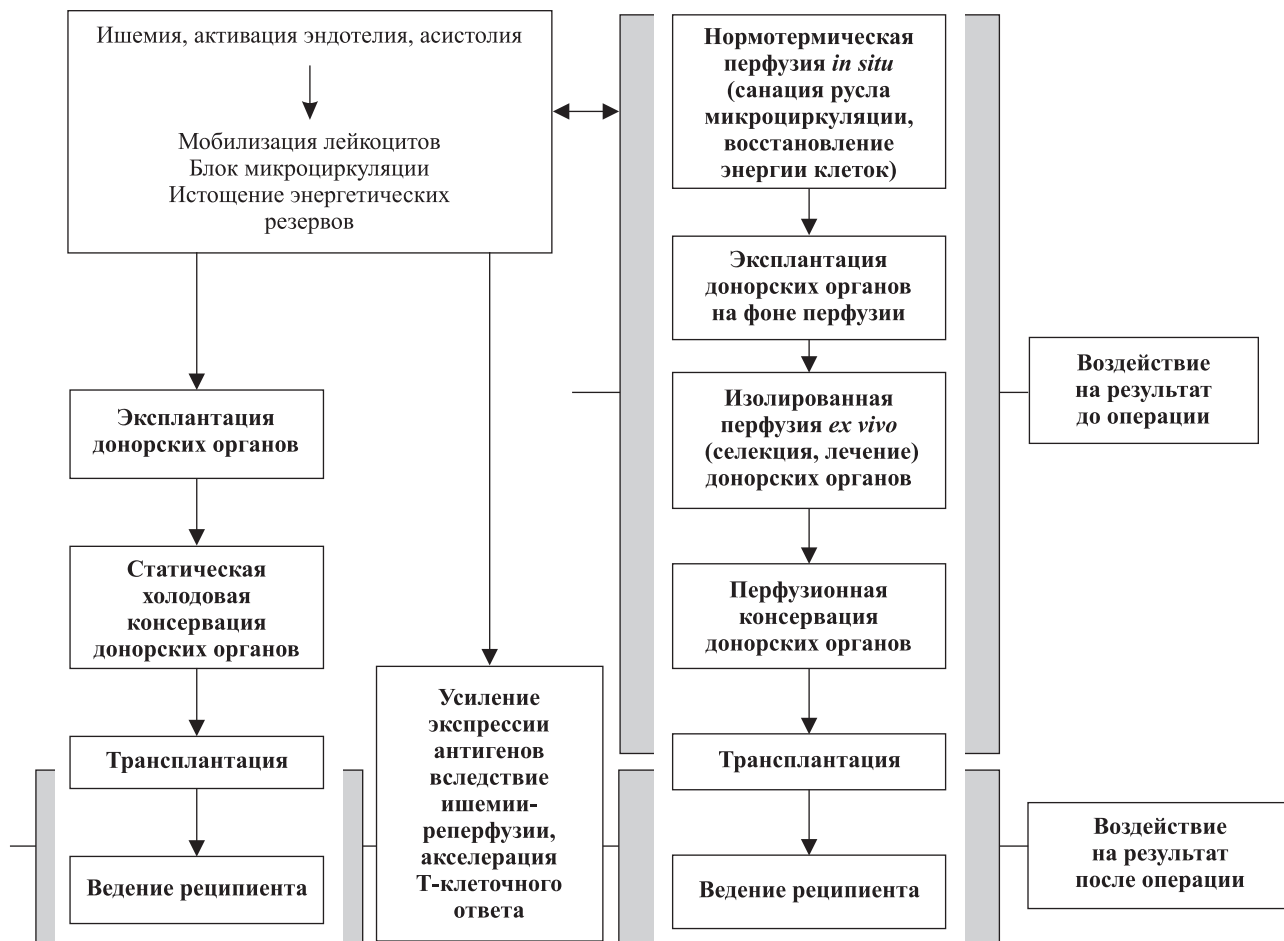 Ишемия, активация эндотелия, асистолия
Мобилизация лейкоцитов
Блок микроциркуляции
Истощение энергетических
резервов
Эксплантация
донорских органов
Статическая
холодовая
консервация
донорских органов
Трансплантация
Ведение реципиента
Усиление
экспрессии
антигенов
вследствие
ишемии-
реперфузии,
акселерация
Т-клеточного
ответа
Нормотермическая
перфузия in situ
(санация русла
микроциркуляции,
восстановление
энергии клеток)
Эксплантация
донорских органов
на фоне перфузии
Изолированная
перфузия ex vivo
(селекция, лечение)
донорских органов
Перфузионная
консервация
донорских органов
Трансплантация
Ведение реципиента
Воздействие
на результат
до операции
Воздействие
на результат
после операции